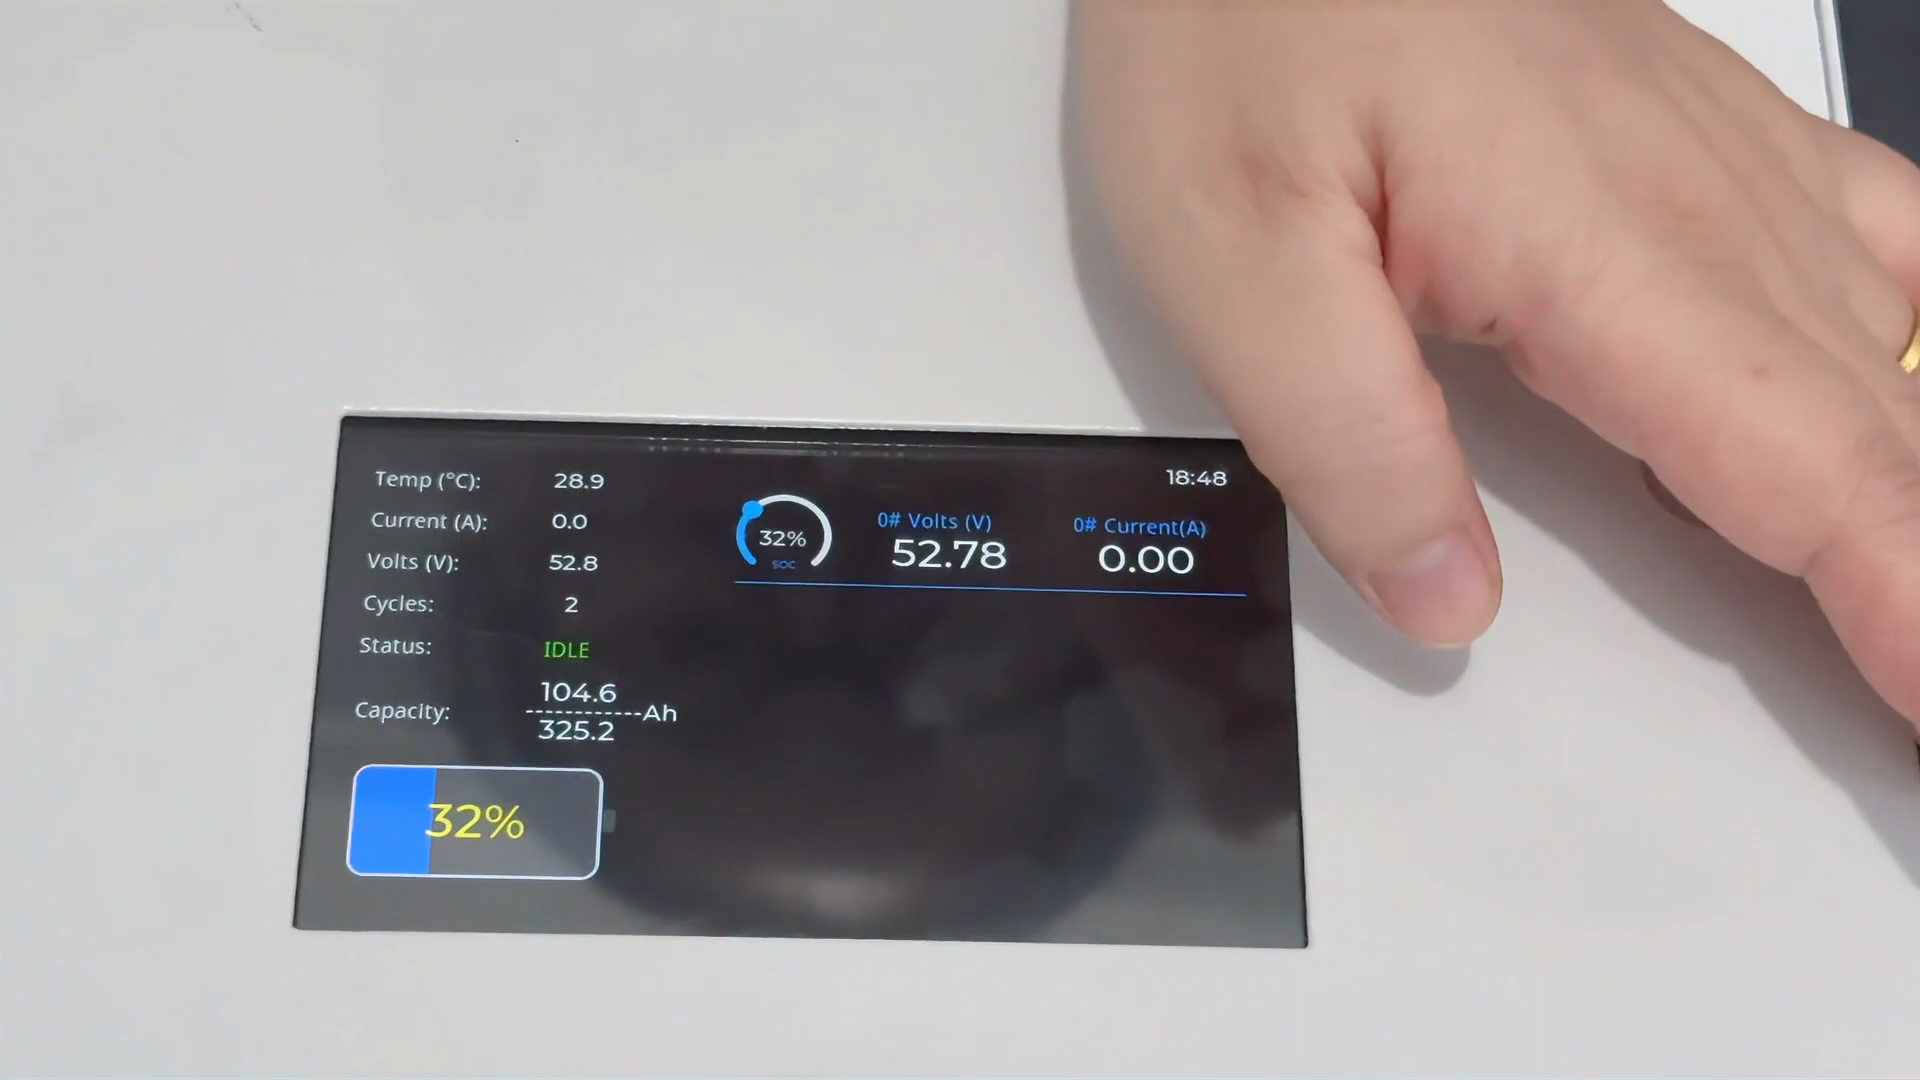 Temp (°C): 28.9
Current (A): 0.0
Volts (V): 52.8
Cycles: 2
Status: IDLE
Capacity: 104.6
------------Ah
325.2
32%
18:48
32%
SOC
0# Volts (V)
52.78
0# Current(A)
0.00